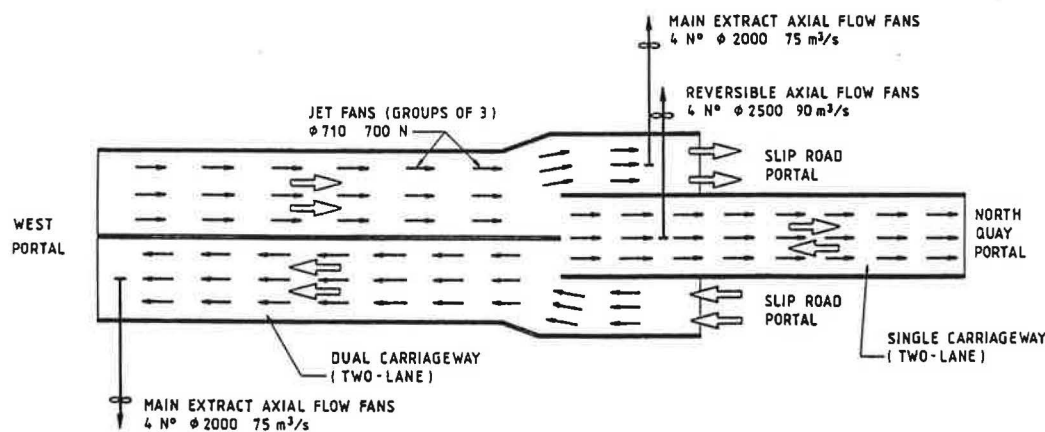 MAIN EXTRACT AXIAL FLOW FANS
4 Nº ϕ 2000 75 m³/s
REVERSIBLE AXIAL FLOW FANS
4 Nº ϕ 2500 90 m³/s
JET FANS (GROUPS OF 3)
ϕ 710 700 N
SLIP ROAD
PORTAL
WEST
PORTAL
NORTH
QUAY
PORTAL
SLIP ROAD
PORTAL
SINGLE CARRIAGEWAY
(TWO-LANE)
DUAL CARRIAGEWAY
(TWO-LANE)
MAIN EXTRACT AXIAL FLOW FANS
4 Nº ϕ 2000 75 m³/s